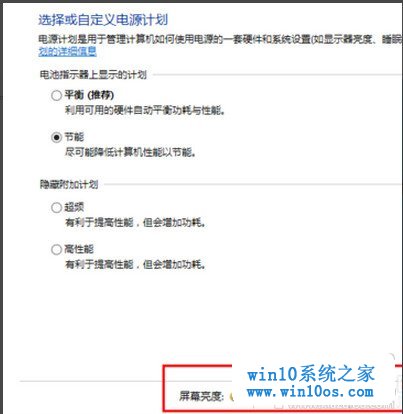 选择或自定义电源计划
电源计划是用于管理计算机如何使用电源的一套硬件和系统设置(如显示器亮度、睡眠
划的详细信息
电池指示器上显示的计划
平衡 (推荐)
利用可用的硬件自动平衡功耗与性能。
节能
尽可能降低计算机性能以节能。
隐藏附加计划
超频
有利于提高性能，但会增加功耗。
高性能
有利于提高性能，但会增加功耗。
屏幕亮度:
win10系统之家
www.win10os.com